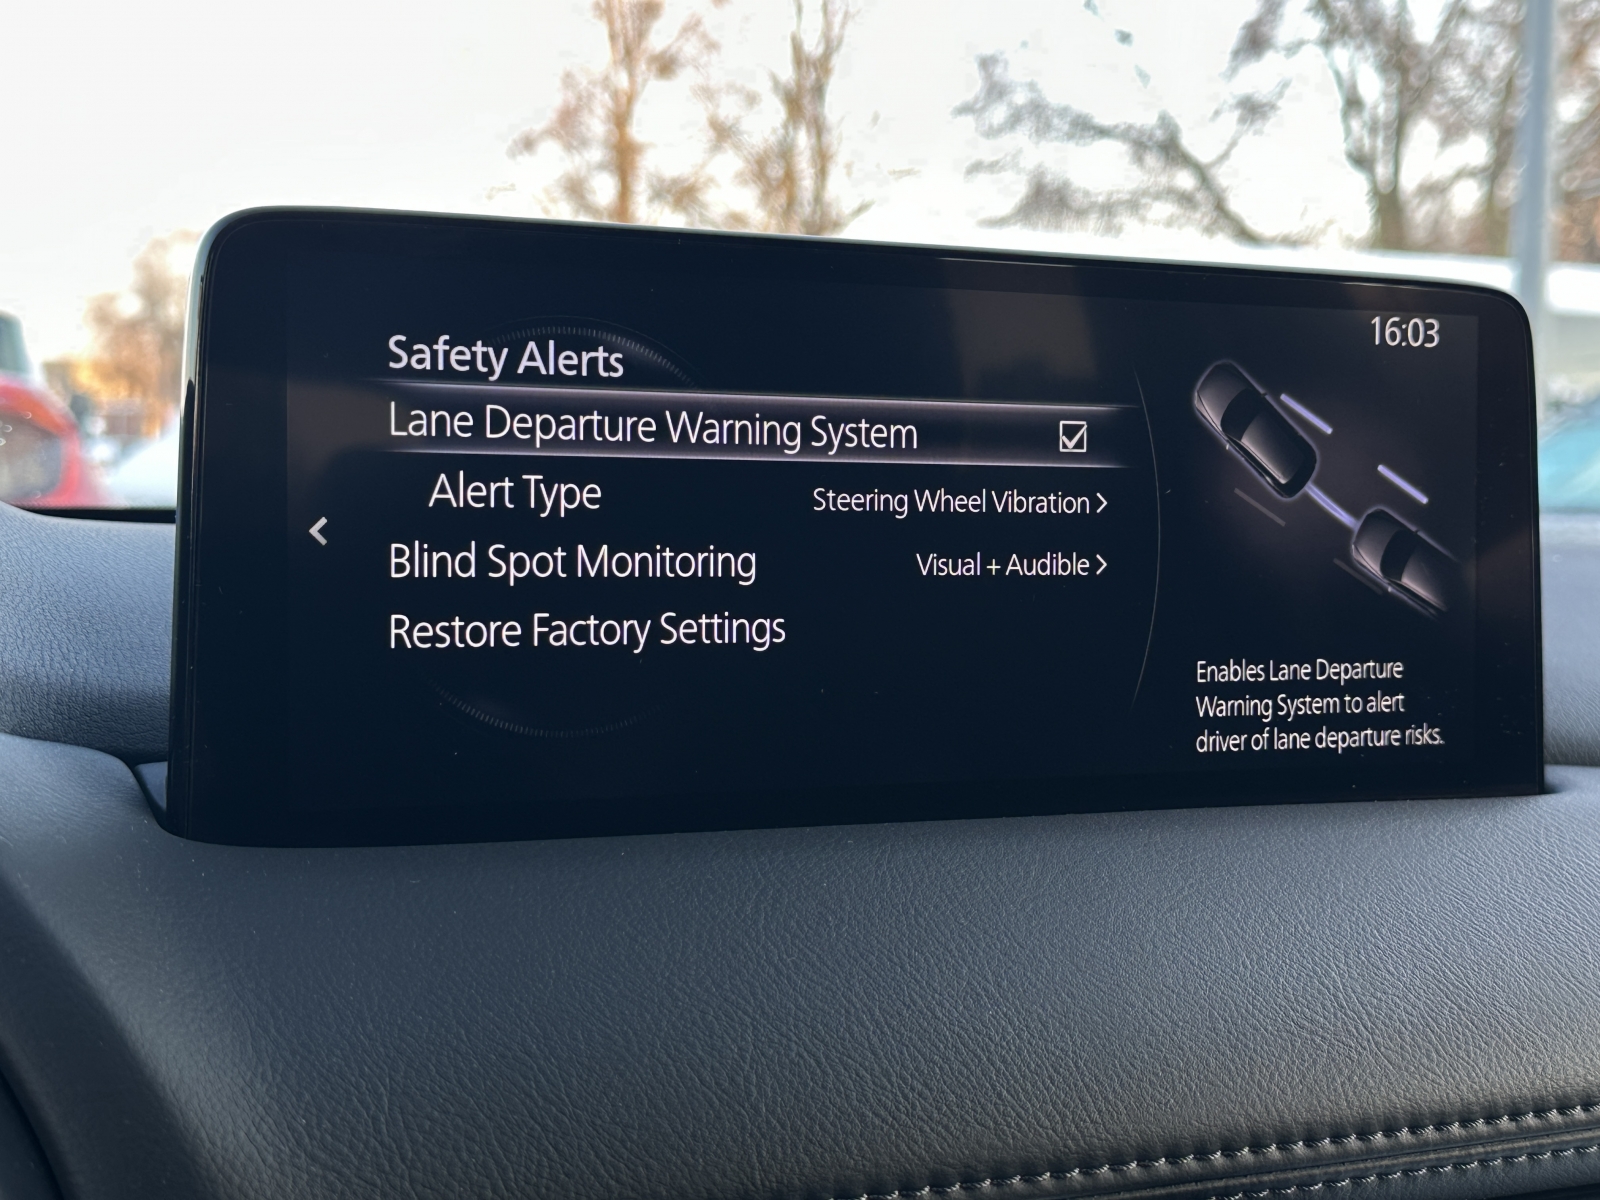 16:03
Safety Alerts
Lane Departure Warning System
Alert Type Steering Wheel Vibration
Blind Spot Monitoring Visual + Audible
Restore Factory Settings
Enables Lane Departure
Warning System to alert
driver of lane departure risks.